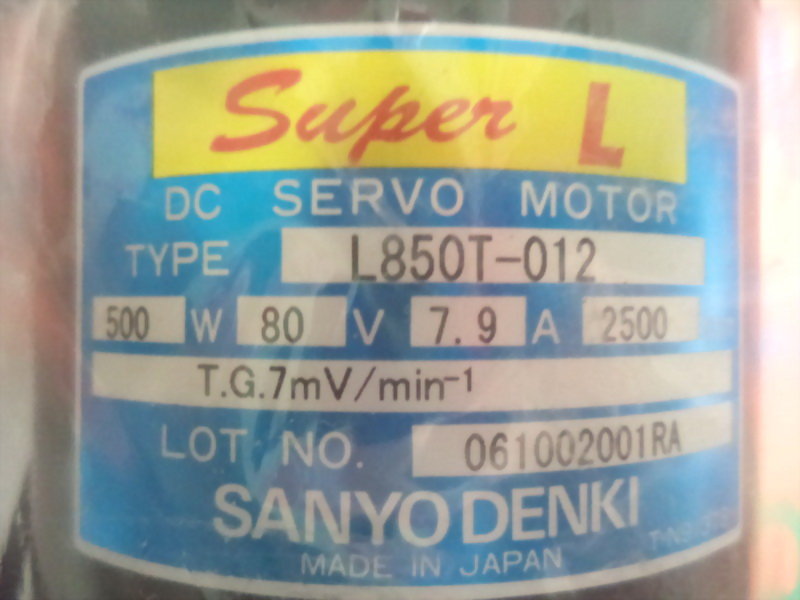 Super L
DC SERVO MOTOR
TYPE L850T-012
500 W 80 V 7.9 A 2500
T.G.7mV/min⁻¹
LOT NO. 061002001RA
SANYO DENKI
MADE IN JAPAN